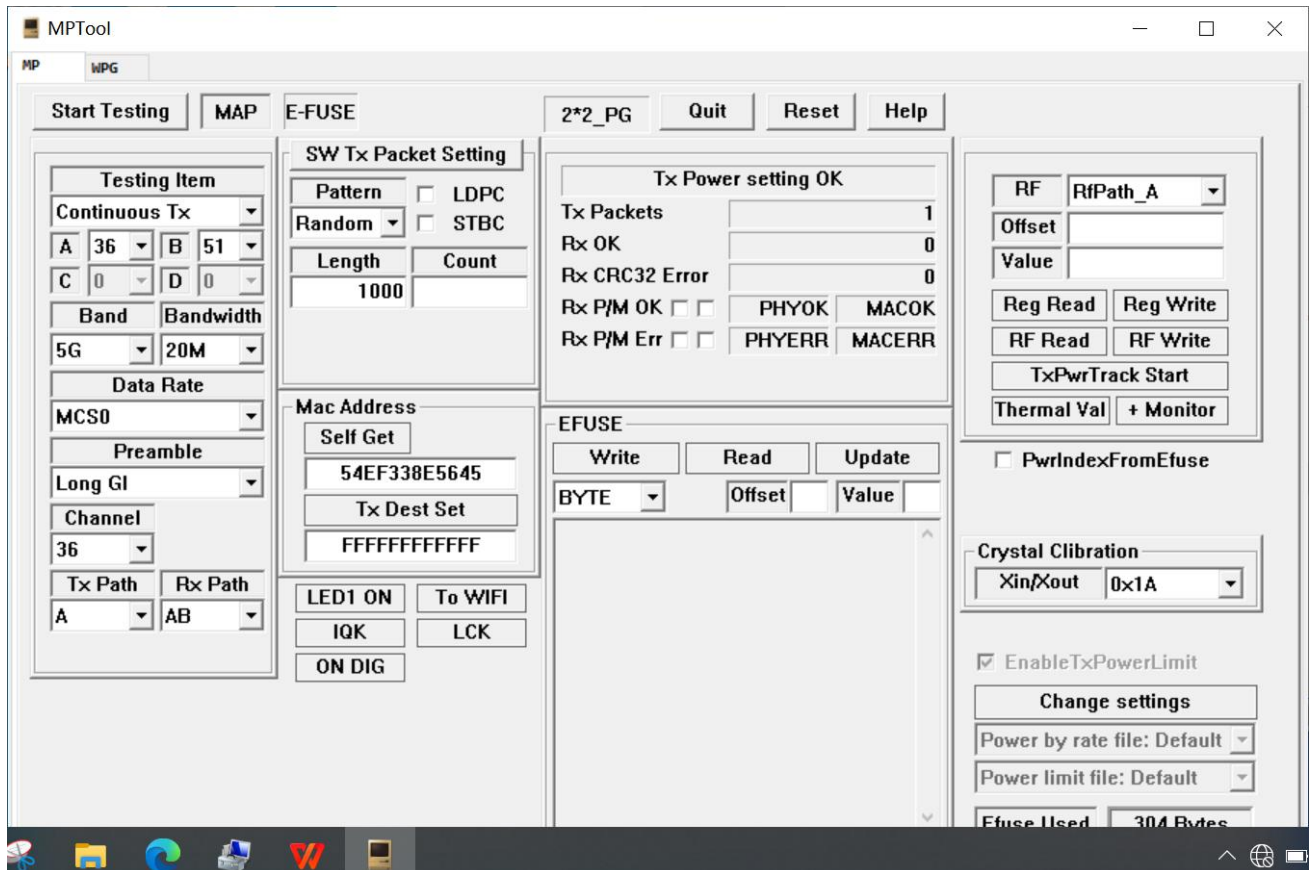 MPTool
MP WPG
Start Testing MAP E-FUSE 2*2_PG Quit Reset Help
Testing Item
Continuous Tx
A 36 B 51
C 0 D 0
Band Bandwidth
5G 20M
Data Rate
MCS0
Preamble
Long GI
Channel
36
Tx Path Rx Path
A AB
SW Tx Packet Setting
Pattern LDPC
Random STBC
Length Count
1000
Mac Address
Self Get
54EF338E5645
Tx Dest Set
FFFFFFFFFFFF
LED1 ON To WIFI
IQK LCK
ON DIG
Tx Power setting OK
Tx Packets 1
Rx OK 0
Rx CRC32 Error 0
Rx P/M OK PHYOK MACOK
Rx P/M Err PHYERR MACERR
EFUSE
Write Read Update
BYTE Offset Value
RF RfPath_A
Offset
Value
Reg Read Reg Write
RF Read RF Write
TxPwrTrack Start
Thermal Val + Monitor
PwrIndexFromEfuse
Crystal Clibration
Xin/Xout 0x1A
EnableTxPowerLimit
Change settings
Power by rate file: Default
Power limit file: Default
Efuse Used 304 Bytes